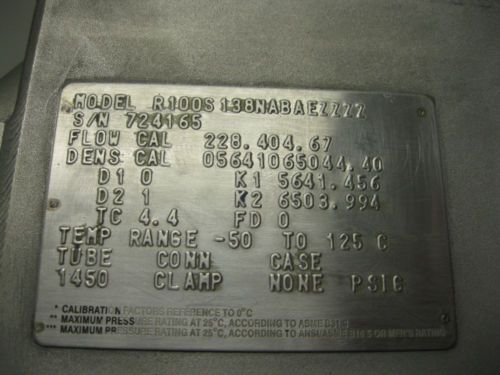 MODEL R100S138NABAEZZZZ
S/N 724165
FLOW CAL 228.404.67
DENS CAL 05641065044.40
D1 0 K1 5641.456
D2 1 K2 6503.994
TC 4.4 FD 0
TEMP RANGE -50 TO 125 C
TUBE CONN CASE
1450 CLAMP NONE PSIG
* CALIBRATION FACTORS REFERENCE TO 0°C
** MAXIMUM PRESSURE RATING AT 25°C, ACCORDING TO ASME B31.3
*** MAXIMUM PRESSURE RATING AT 25°C, ACCORDING TO ANSI/ASME B16.5 OR MFR'S RATING